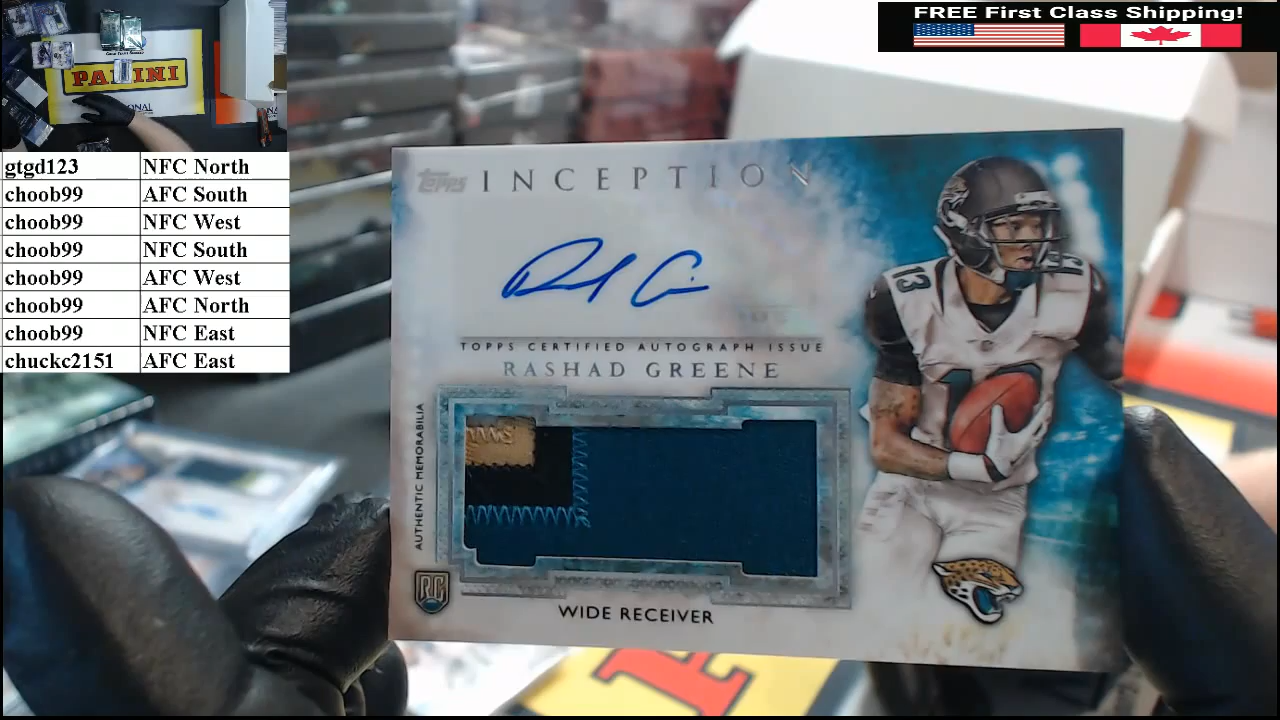 FREE First Class Shipping!
PANINI
gtgd123 NFC North
choob99 AFC South
choob99 NFC West
choob99 NFC South
choob99 AFC West
choob99 AFC North
choob99 NFC East
chuckc2151 AFC East
TOPPS INCEPTION
TOPPS CERTIFIED AUTOGRAPH ISSUE
RASHAD GREENE
13
13
AUTHENTIC MEMORABILIA
RC
WIDE RECEIVER